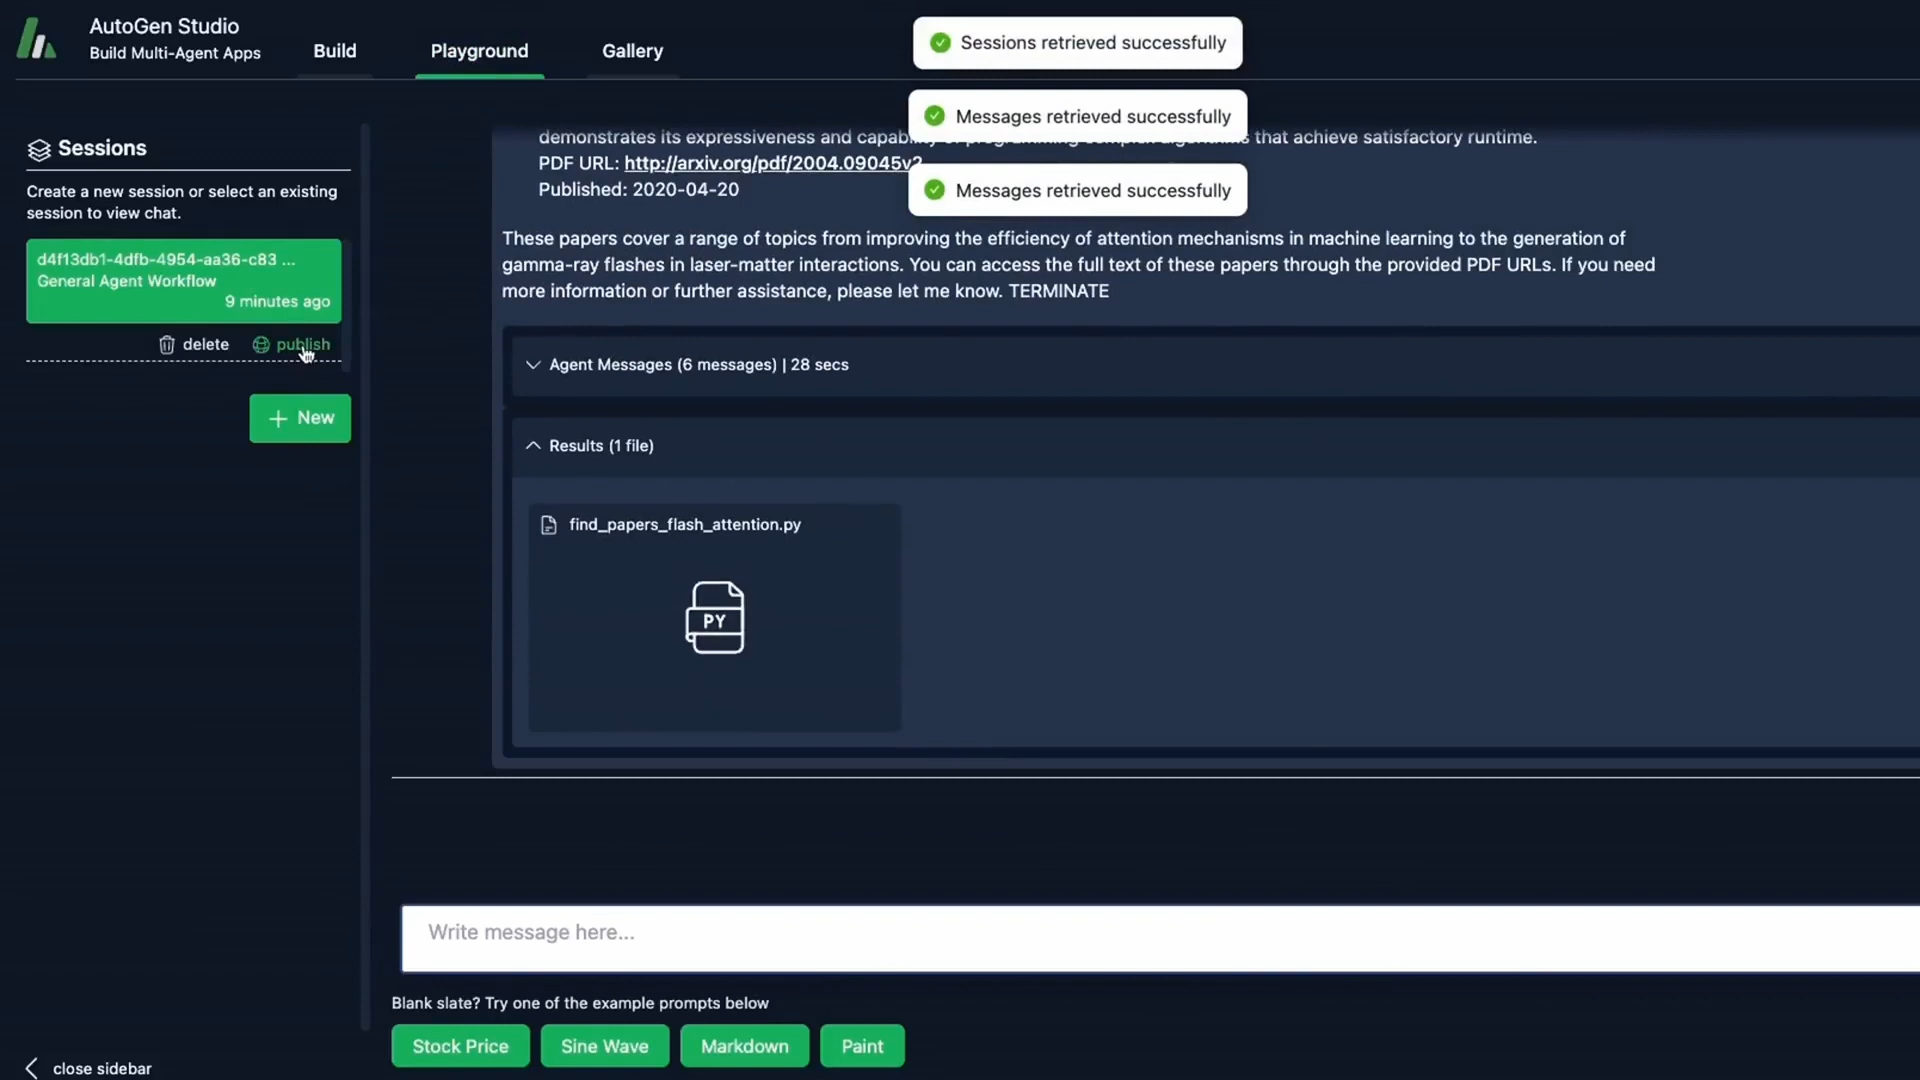 AutoGen Studio
Build Multi-Agent Apps
Build
Playground
Gallery
Sessions retrieved successfully
Messages retrieved successfully
Messages retrieved successfully
Sessions
Create a new session or select an existing
session to view chat.
d4f13db1-4dfb-4954-aa36-c83 ...
General Agent Workflow
9 minutes ago
delete
publish
+ New
close sidebar
demonstrates its expressiveness and that achieve satisfactory runtime.
PDF URL: http://arxiv.org/pdf/2004.09045v2
Published: 2020-04-20
These papers cover a range of topics from improving the efficiency of attention mechanisms in machine learning to the generation of
gamma-ray flashes in laser-matter interactions. You can access the full text of these papers through the provided PDF URLs. If you need
more information or further assistance, please let me know. TERMINATE
Agent Messages (6 messages) | 28 secs
Results (1 file)
find_papers_flash_attention.py
PY
Write message here...
Blank slate? Try one of the example prompts below
Stock Price
Sine Wave
Markdown
Paint